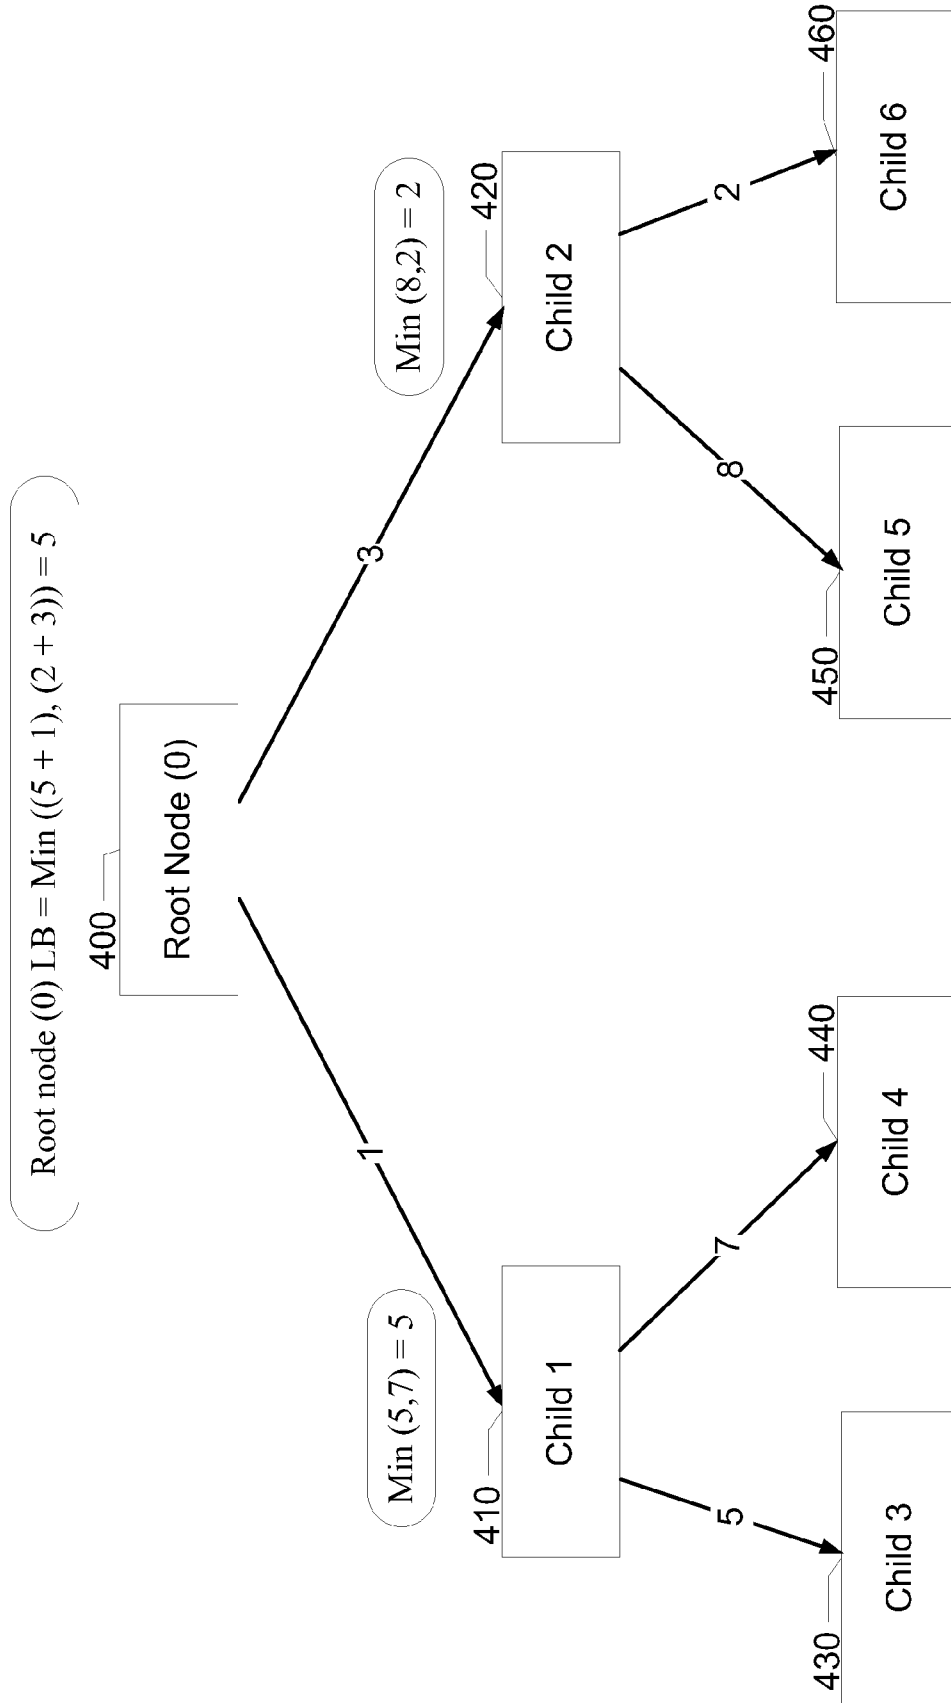 Root node (0) LB = Min ((5 + 1), (2 + 3)) = 5
400
Root Node (0)
1
3
Min (5,7) = 5
Min (8,2) = 2
410
Child 1
420
Child 2
5
7
8
2
430
Child 3
440
Child 4
450
Child 5
460
Child 6